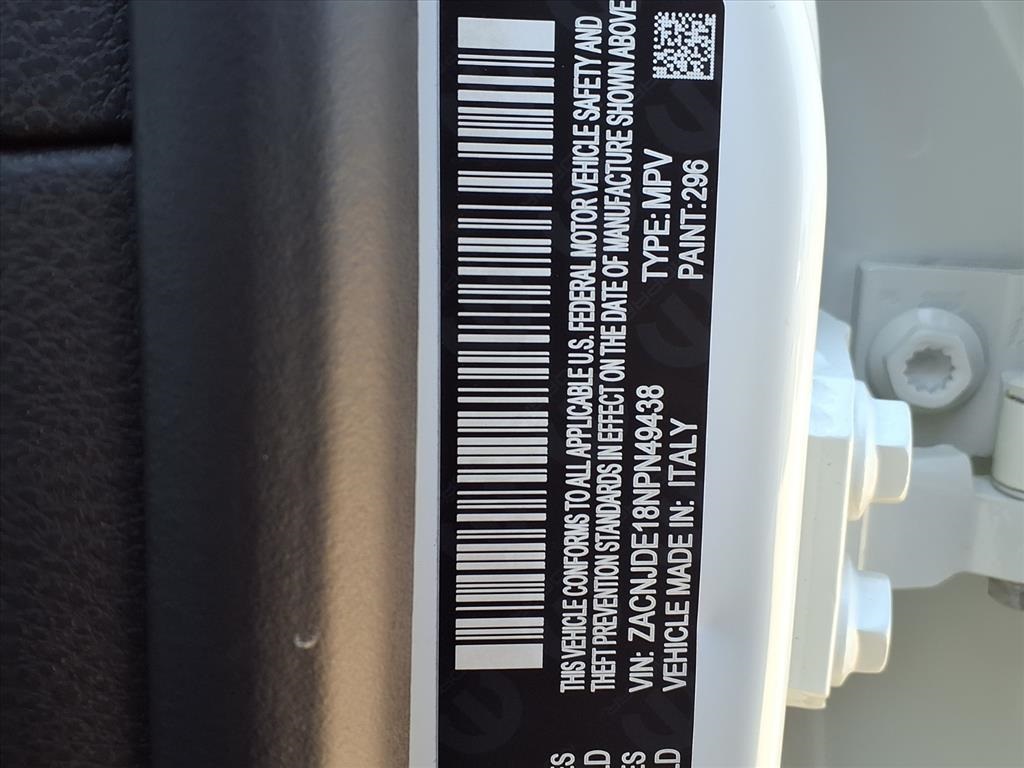 THIS VEHICLE CONFORMS TO ALL APPLICABLE U.S. FEDERAL MOTOR VEHICLE SAFETY AND
THEFT PREVENTION STANDARDS IN EFFECT ON THE DATE OF MANUFACTURE SHOWN ABOVE
VIN: ZACNJDE18NPN49438 TYPE: MPV
VEHICLE MADE IN: ITALY PAINT: 296